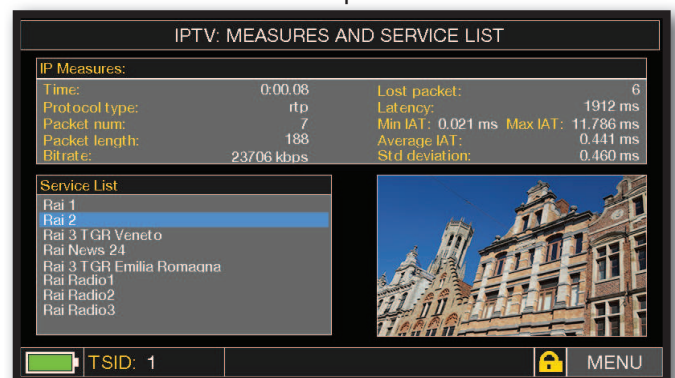 IPTV: MEASURES AND SERVICE LIST
IP Measures:
Time: 0:00.08
Protocol type: rtp
Packet num: 7
Packet length: 188
Bitrate: 23706 kbps
Lost packet: 6
Latency: 1912 ms
Min IAT: 0.021 ms Max IAT: 11.786 ms
Average IAT: 0.441 ms
Std deviation: 0.460 ms
Service List
Rai 1
Rai 2
Rai 3 TGR Veneto
Rai News 24
Rai 3 TGR Emilia Romagna
Rai Radio1
Rai Radio2
Rai Radio3
TSID: 1
MENU